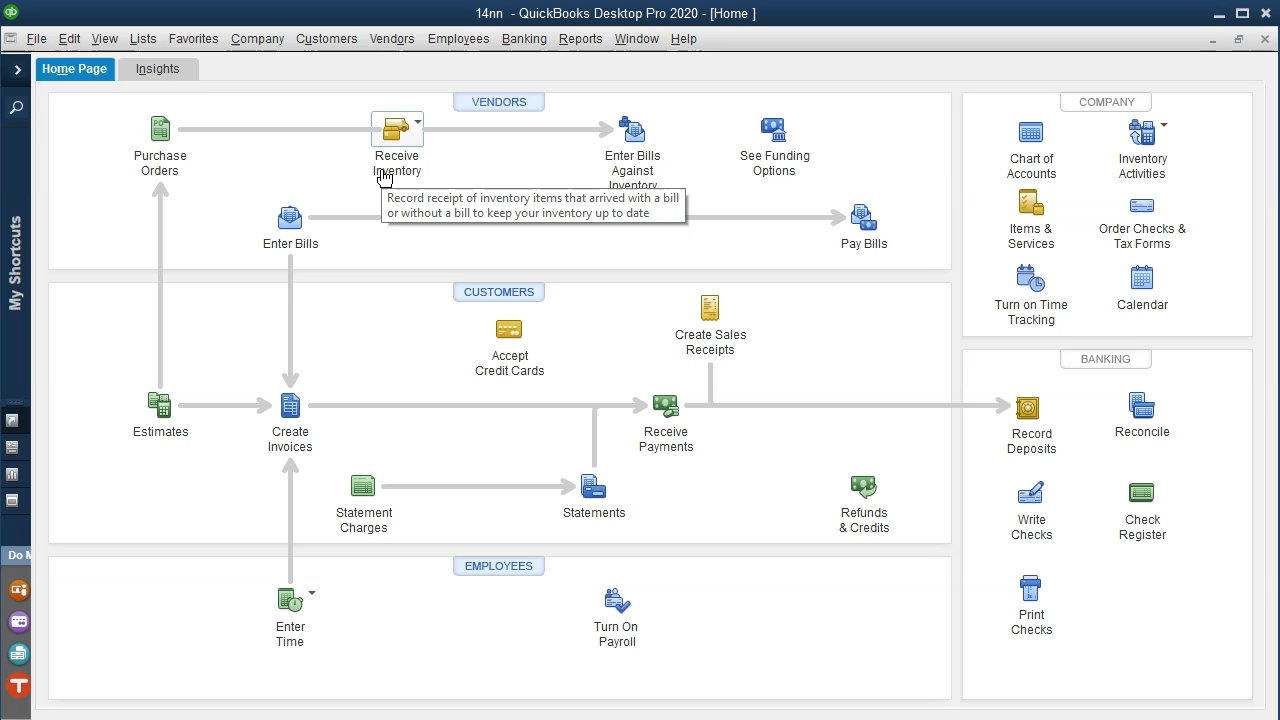 14nn - QuickBooks Desktop Pro 2020 - [Home ]
File Edit View Lists Favorites Company Customers Vendors Employees Banking Reports Window Help
Home Page Insights
My Shortcuts
Do M
VENDORS
Purchase
Orders
Receive
Inventory
Enter Bills
Against
Inventory
See Funding
Options
Record receipt of inventory items that arrived with a bill
or without a bill to keep your inventory up to date
Enter Bills
Pay Bills
CUSTOMERS
Accept
Credit Cards
Create Sales
Receipts
Estimates
Create
Invoices
Receive
Payments
Statement
Charges
Statements
Refunds
& Credits
EMPLOYEES
Enter
Time
Turn On
Payroll
COMPANY
Chart of
Accounts
Inventory
Activities
Items &
Services
Order Checks &
Tax Forms
Turn on Time
Tracking
Calendar
BANKING
Record
Deposits
Reconcile
Write
Checks
Check
Register
Print
Checks